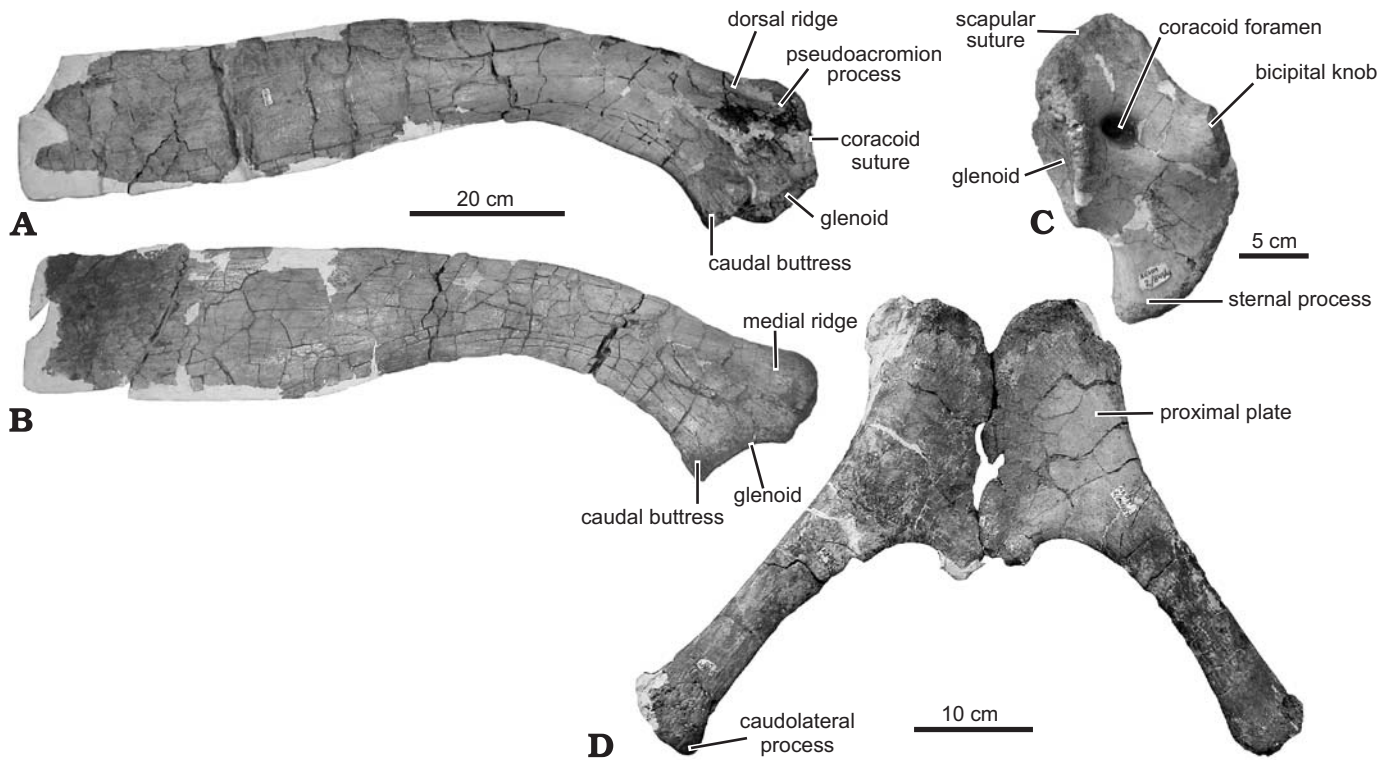 dorsal ridge
pseudoacromion
process
coracoid
suture
glenoid
caudal buttress
20 cm
A
scapular
suture
coracoid foramen
bicipital knob
glenoid
C
5 cm
sternal process
medial ridge
glenoid
caudal buttress
B
proximal plate
caudolateral
process
D
10 cm